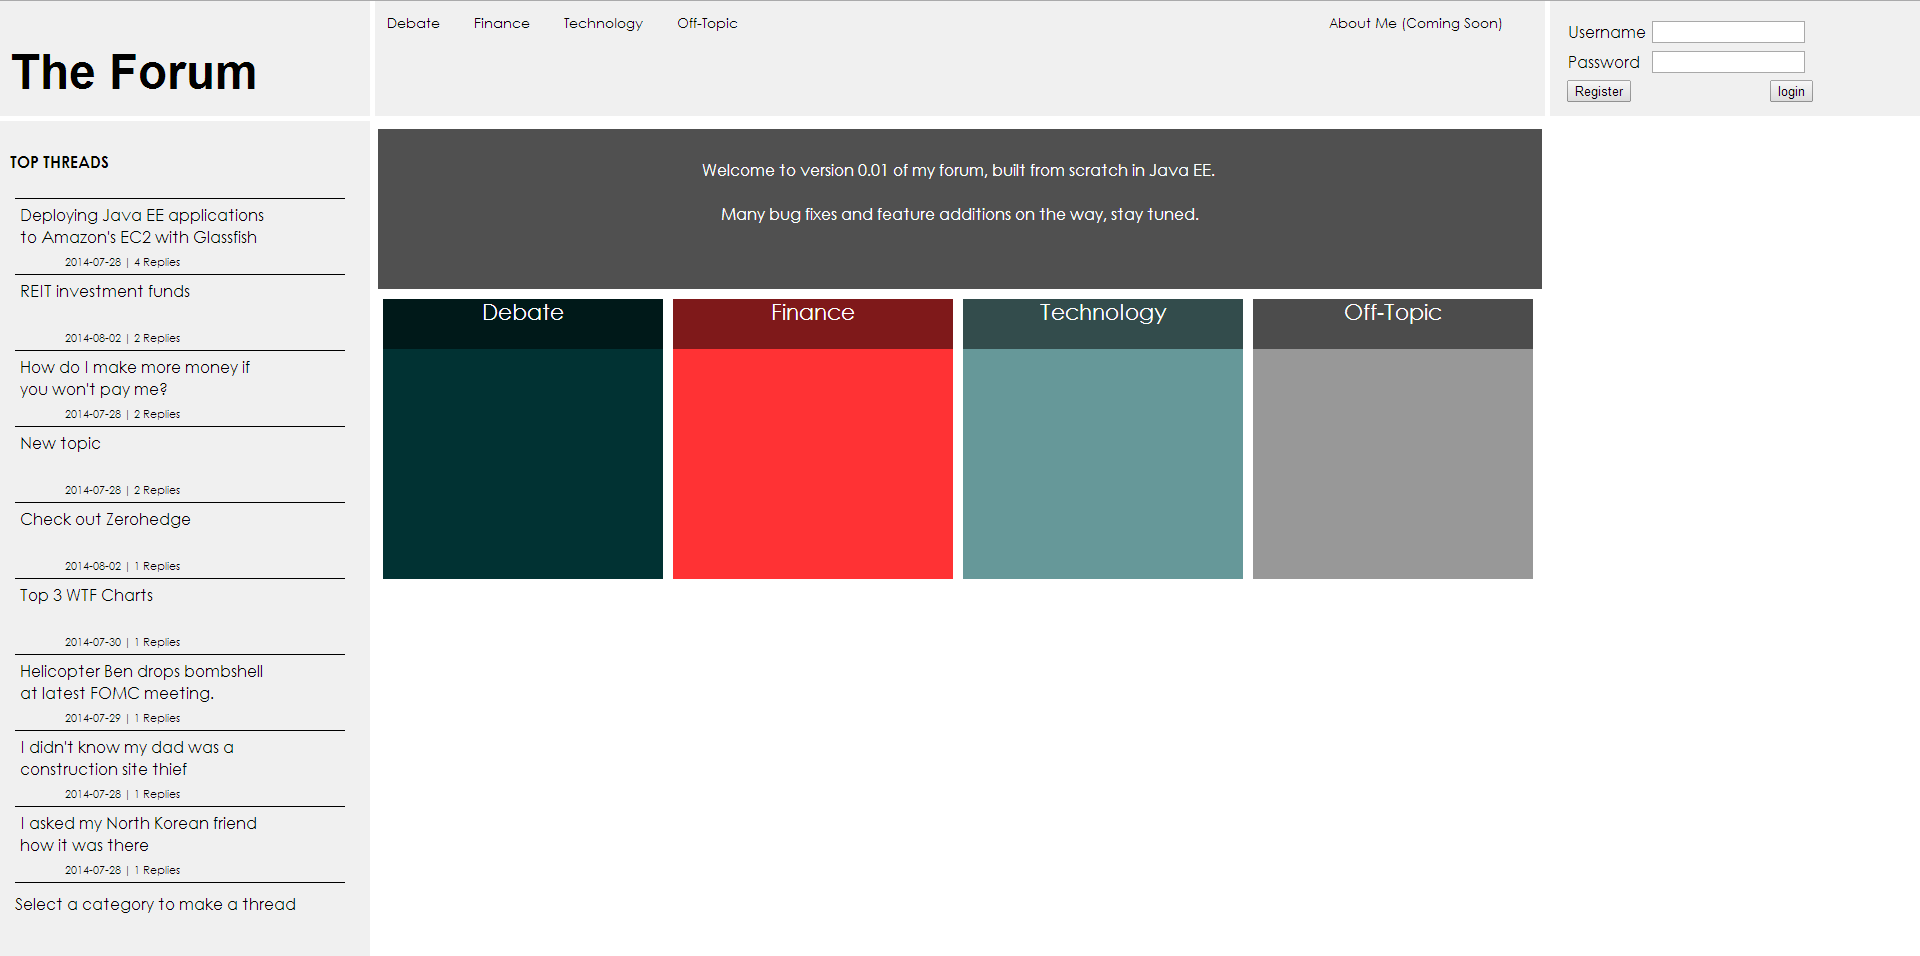 The Forum
Debate Finance Technology Off-Topic About Me (Coming Soon)
Username
Password
Register login
TOP THREADS
Deploying Java EE applications
to Amazon's EC2 with Glassfish
2014-07-28 | 4 Replies
REIT investment funds
2014-08-02 | 2 Replies
How do I make more money if
you won't pay me?
2014-07-28 | 2 Replies
New topic
2014-07-28 | 2 Replies
Check out Zerohedge
2014-08-02 | 1 Replies
Top 3 WTF Charts
2014-07-30 | 1 Replies
Helicopter Ben drops bombshell
at latest FOMC meeting.
2014-07-29 | 1 Replies
I didn't know my dad was a
construction site thief
2014-07-28 | 1 Replies
I asked my North Korean friend
how it was there
2014-07-28 | 1 Replies
Select a category to make a thread
Welcome to version 0.01 of my forum, built from scratch in Java EE.
Many bug fixes and feature additions on the way, stay tuned.
Debate Finance Technology Off-Topic